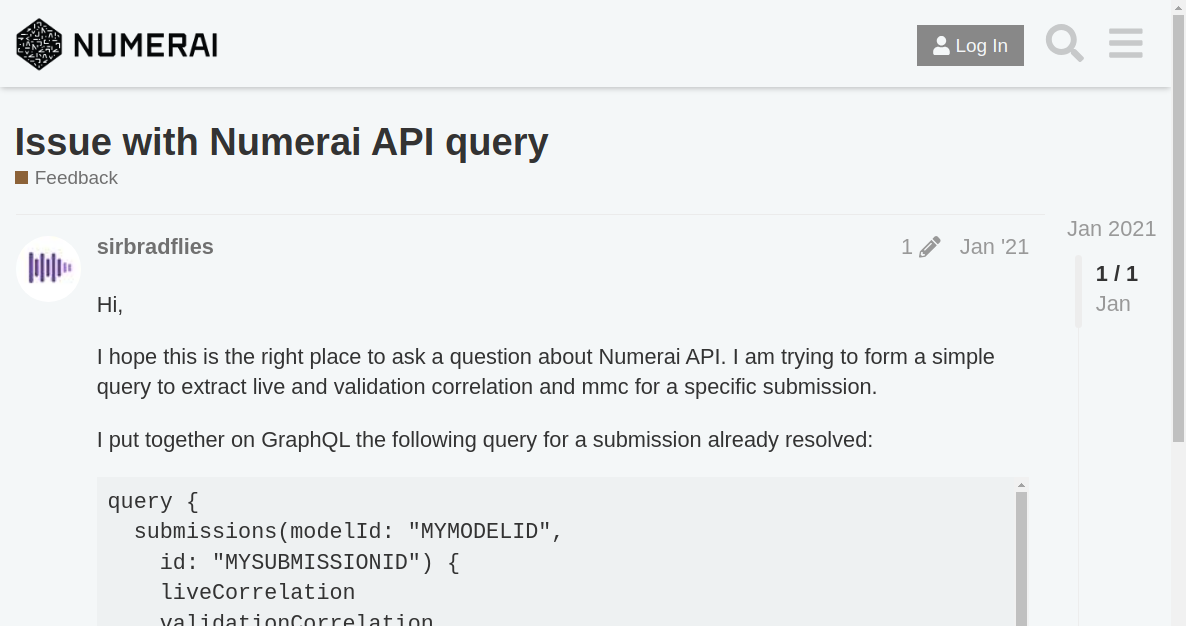 NUMERAI
Log In
Issue with Numerai API query
Feedback
sirbradflies
1
Jan '21
Jan 2021
1 / 1
Jan
Hi,
I hope this is the right place to ask a question about Numerai API. I am trying to form a simple
query to extract live and validation correlation and mmc for a specific submission.
I put together on GraphQL the following query for a submission already resolved:
query {
  submissions(modelId: "MYMODELID",
    id: "MYSUBMISSIONID") {
    liveCorrelation
    validationCorrelation